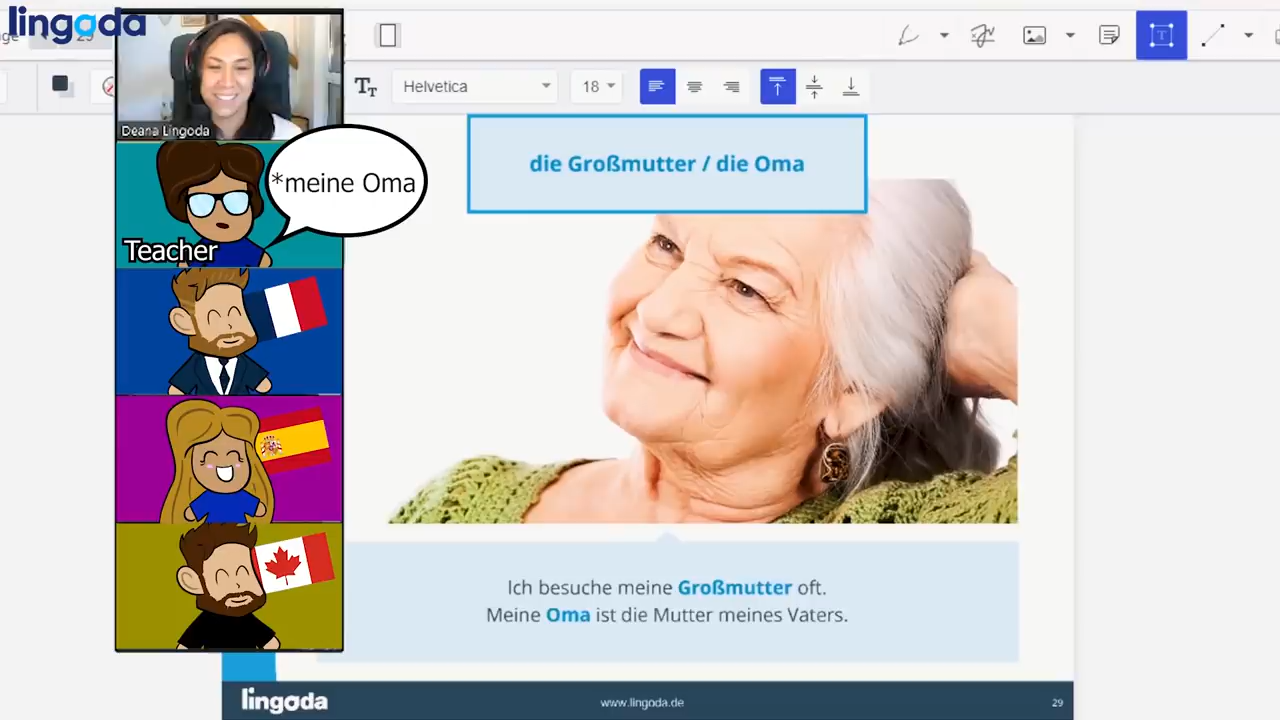 lingoda
Helvetica
18
Deana Lingoda
die Großmutter / die Oma
*meine Oma
Teacher
Ich besuche meine Großmutter oft.
Meine Oma ist die Mutter meines Vaters.
lingoda
www.lingoda.de
29